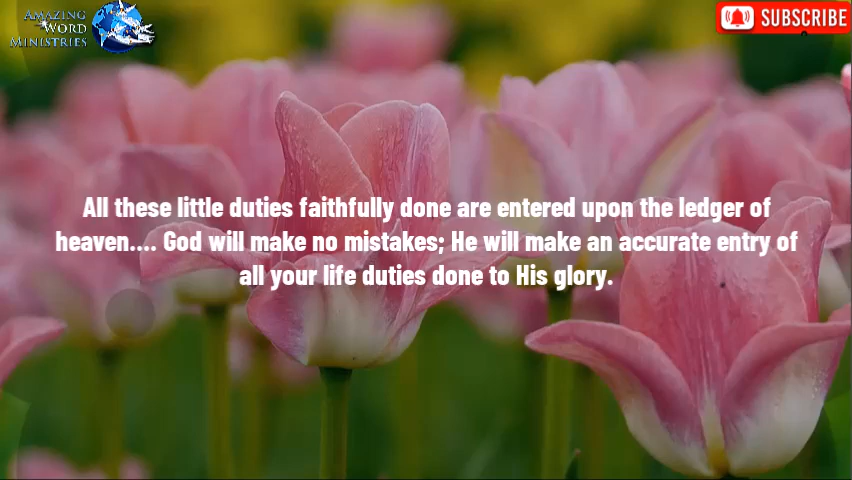 AMAZING
WORD
MINISTRIES
SUBSCRIBE
All these little duties faithfully done are entered upon the ledger of
heaven.... God will make no mistakes; He will make an accurate entry of
all your life duties done to His glory.